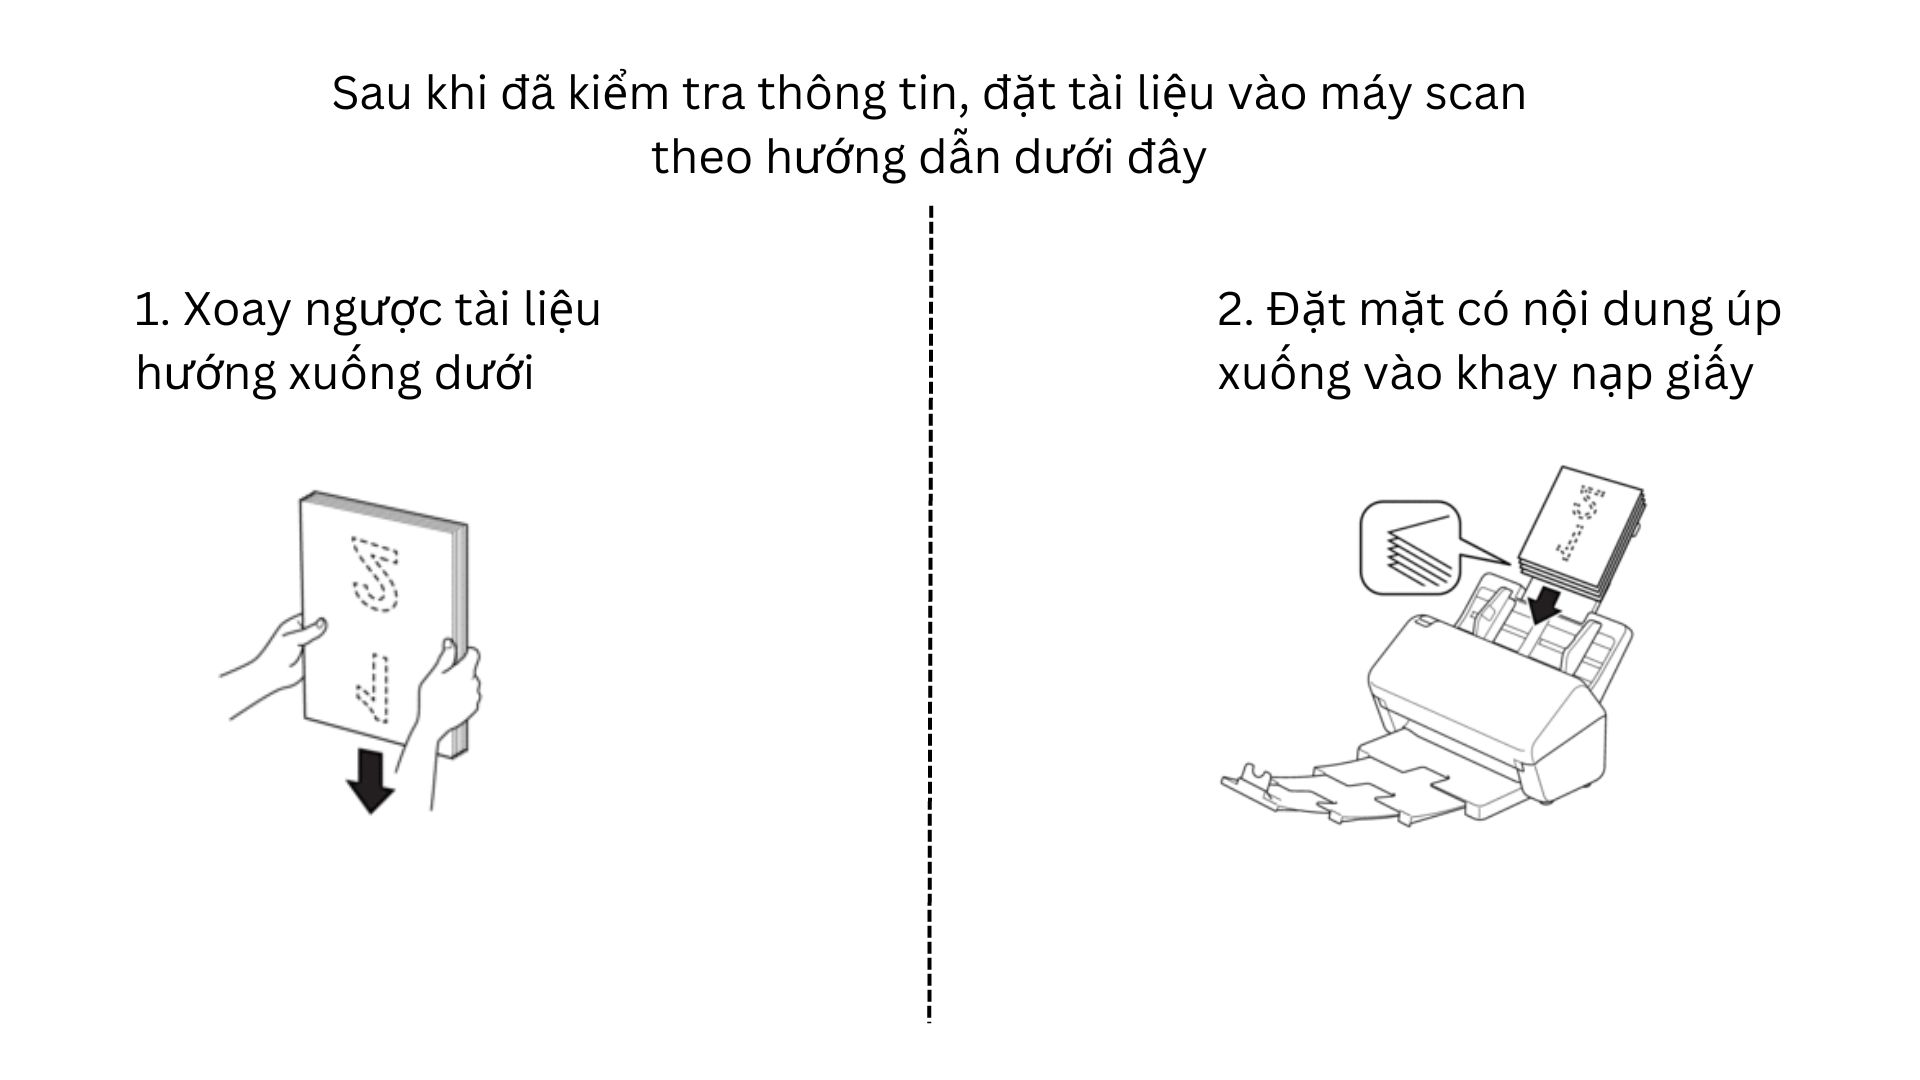 Sau khi đã kiểm tra thông tin, đặt tài liệu vào máy scan
theo hướng dẫn dưới đây
1. Xoay ngược tài liệu
hướng xuống dưới
2. Đặt mặt có nội dung úp
xuống vào khay nạp giấy